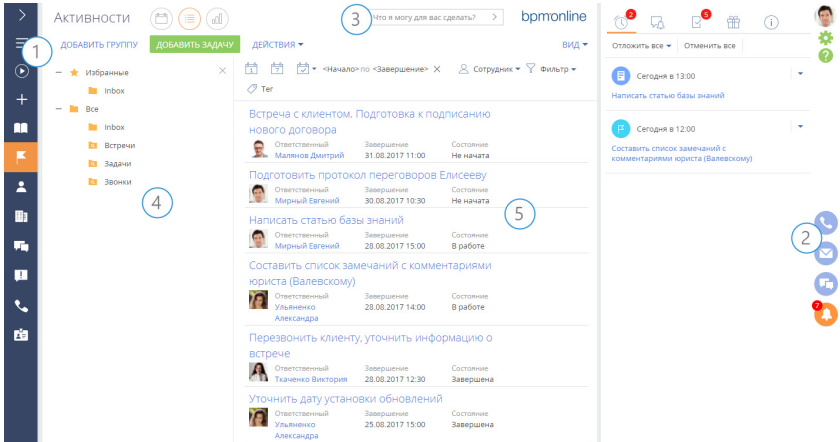 Активности
3
Что я могу для вас сделать?
bpmonline
1
ДОБАВИТЬ ГРУППУ
ДОБАВИТЬ ЗАДАЧУ
ДЕЙСТВИЯ
ВИД
Избранные
Inbox
Все
Inbox
Встречи
Задачи
Звонки
4
1
7
<Начало> по <Завершение>
Сотрудник
Фильтр
Тег
Встреча с клиентом. Подготовка к подписанию
нового договора
Ответственный Завершение Состояние
Малянов Дмитрий 31.08.2017 11:00 Не начата
Подготовить протокол переговоров Елисееву
Ответственный Завершение Состояние
Мирный Евгений 30.08.2017 10:30 Не начата
5
Написать статью базы знаний
Ответственный Завершение Состояние
Мирный Евгений 28.08.2017 15:00 В работе
Составить список замечаний с комментариями
юриста (Валевскому)
Ответственный Завершение Состояние
Ульяненко 28.08.2017 14:00 В работе
Александра
Перезвонить клиенту, уточнить информацию о
встрече
Ответственный Завершение Состояние
Ткаченко Виктория 28.08.2017 12:30 Завершена
Уточнить дату установки обновлений
Ответственный Завершение Состояние
Ульяненко 25.08.2017 15:00 Завершена
Александра
2
5
Отложить все
Отменить все
Сегодня в 13:00
Написать статью базы знаний
Сегодня в 12:00
Составить список замечаний с
комментариями юриста (Валевскому)
2
7